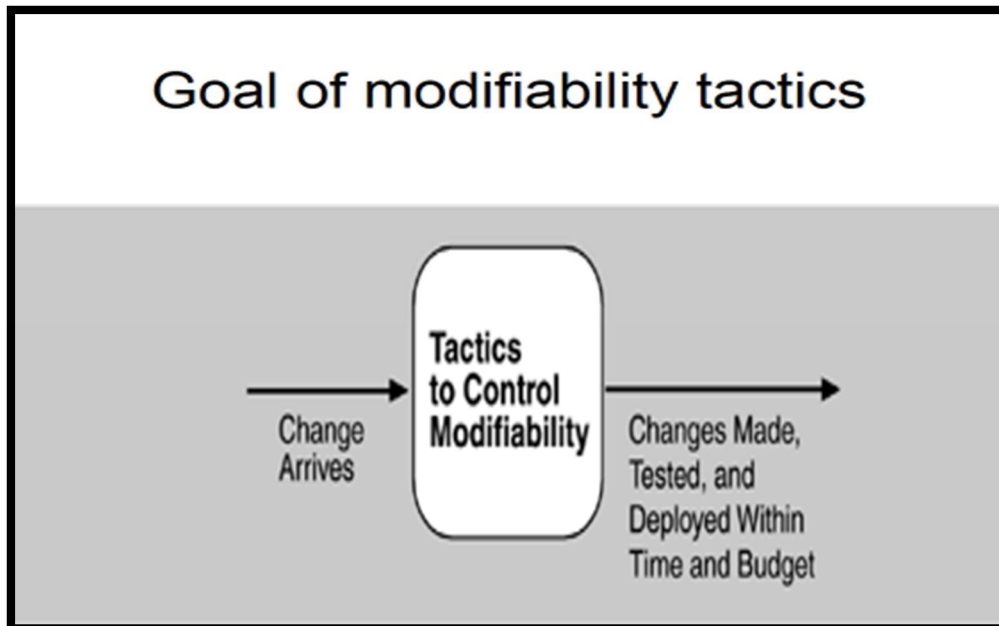 Goal of modifiability tactics
Tactics
to Control
Modifiability
Change
Arrives
Changes Made,
Tested, and
Deployed Within
Time and Budget